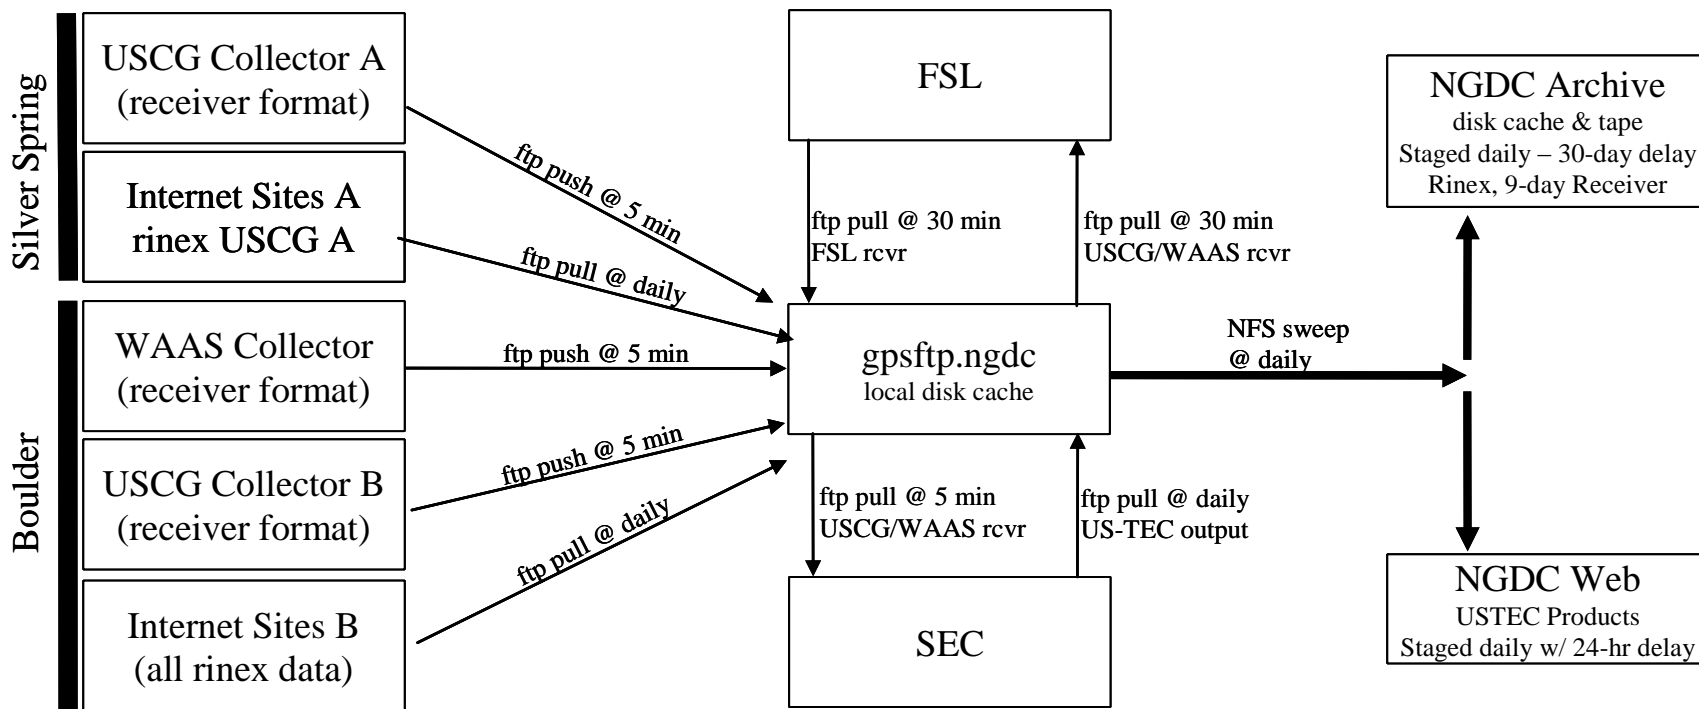 Silver Spring
USCG Collector A
(receiver format)
Internet Sites A
rinex USCG A
Boulder
WAAS Collector
(receiver format)
USCG Collector B
(receiver format)
Internet Sites B
(all rinex data)
ftp push @ 5 min
ftp pull @ daily
ftp push @ 5 min
ftp push @ 5 min
ftp pull @ daily
FSL
ftp pull @ 30 min
FSL rcvr
ftp pull @ 30 min
USCG/WAAS rcvr
gpsftp.ngdc
local disk cache
ftp pull @ 5 min
USCG/WAAS rcvr
ftp pull @ daily
US-TEC output
SEC
NFS sweep
@ daily
NGDC Archive
disk cache & tape
Staged daily – 30-day delay
Rinex, 9-day Receiver
NGDC Web
USTEC Products
Staged daily w/ 24-hr delay